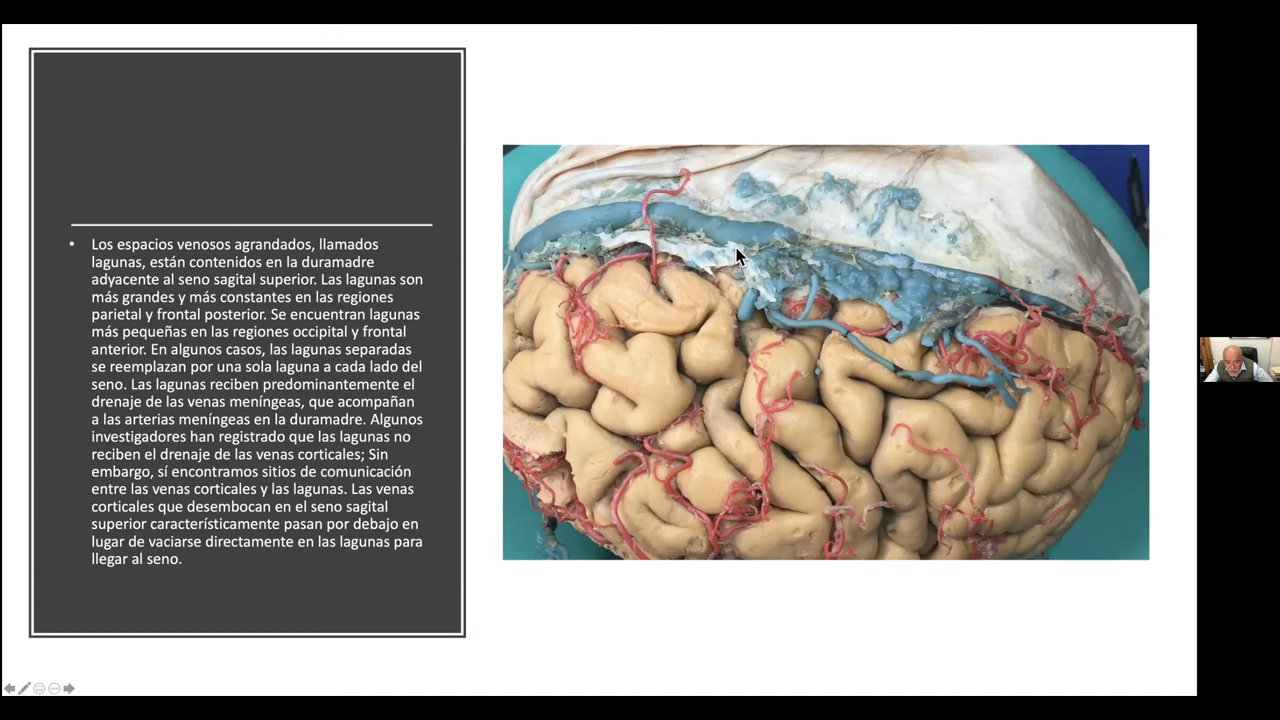 • Los espacios venosos agrandados, llamados
lagunas, están contenidos en la duramadre
adyacente al seno sagital superior. Las lagunas son
más grandes y más constantes en las regiones
parietal y frontal posterior. Se encuentran lagunas
más pequeñas en las regiones occipital y frontal
anterior. En algunos casos, las lagunas separadas
se reemplazan por una sola laguna a cada lado del
seno. Las lagunas reciben predominantemente el
drenaje de las venas meníngeas, que acompañan
a las arterias meníngeas en la duramadre. Algunos
investigadores han registrado que las lagunas no
reciben el drenaje de las venas corticales; Sin
embargo, sí encontramos sitios de comunicación
entre las venas corticales y las lagunas. Las venas
corticales que desembocan en el seno sagital
superior característicamente pasan por debajo en
lugar de vaciarse directamente en las lagunas para
llegar al seno.